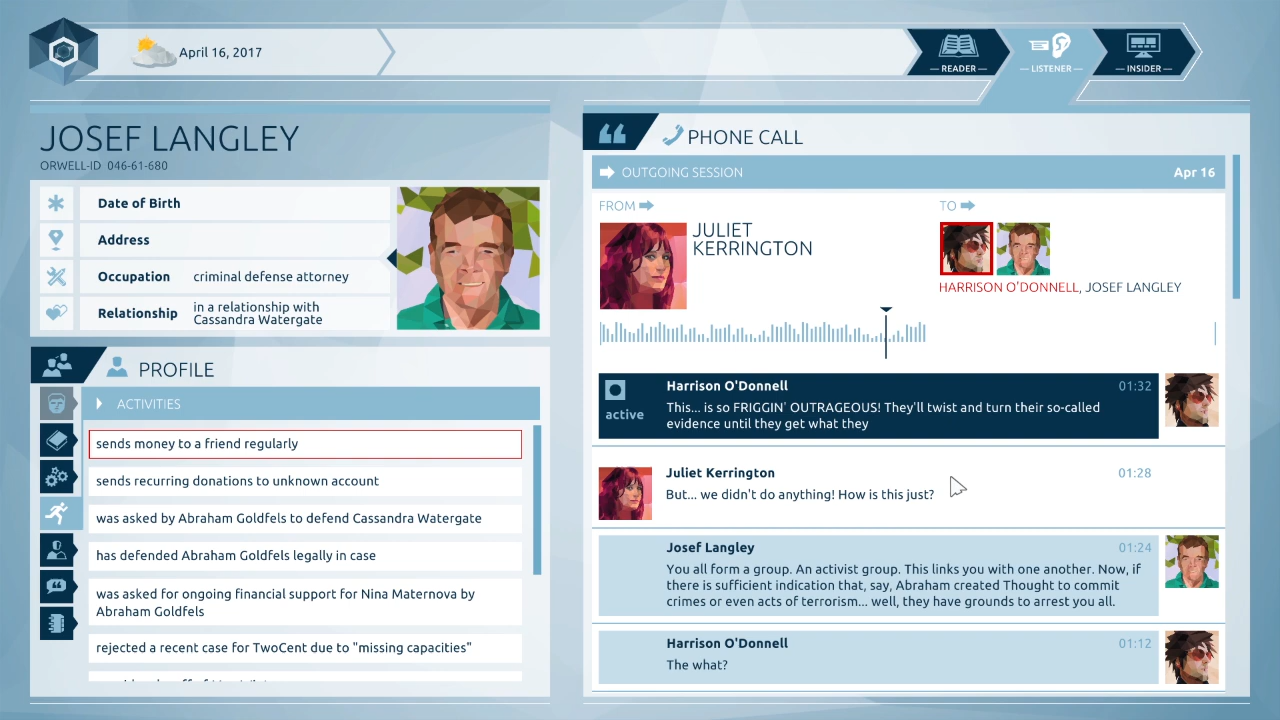 April 16, 2017
READER
LISTENER
INSIDER
JOSEF LANGLEY
ORWELL-ID 046-61-680
Date of Birth
Address
Occupation criminal defense attorney
Relationship in a relationship with
Cassandra Watergate
PROFILE
ACTIVITIES
sends money to a friend regularly
sends recurring donations to unknown account
was asked by Abraham Goldfels to defend Cassandra Watergate
has defended Abraham Goldfels legally in case
was asked for ongoing financial support for Nina Maternova by
Abraham Goldfels
rejected a recent case for TwoCent due to "missing capacities"
PHONE CALL
OUTGOING SESSION Apr 16
FROM
TO
JULIET
KERRINGTON
HARRISON O'DONNELL, JOSEF LANGLEY
Harrison O'Donnell 01:32
active
This... is so FRIGGIN' OUTRAGEOUS! They'll twist and turn their so-called
evidence until they get what they
Juliet Kerrington 01:28
But... we didn't do anything! How is this just?
Josef Langley 01:24
You all form a group. An activist group. This links you with one another. Now, if
there is sufficient indication that, say, Abraham created Thought to commit
crimes or even acts of terrorism... well, they have grounds to arrest you all.
Harrison O'Donnell 01:12
The what?